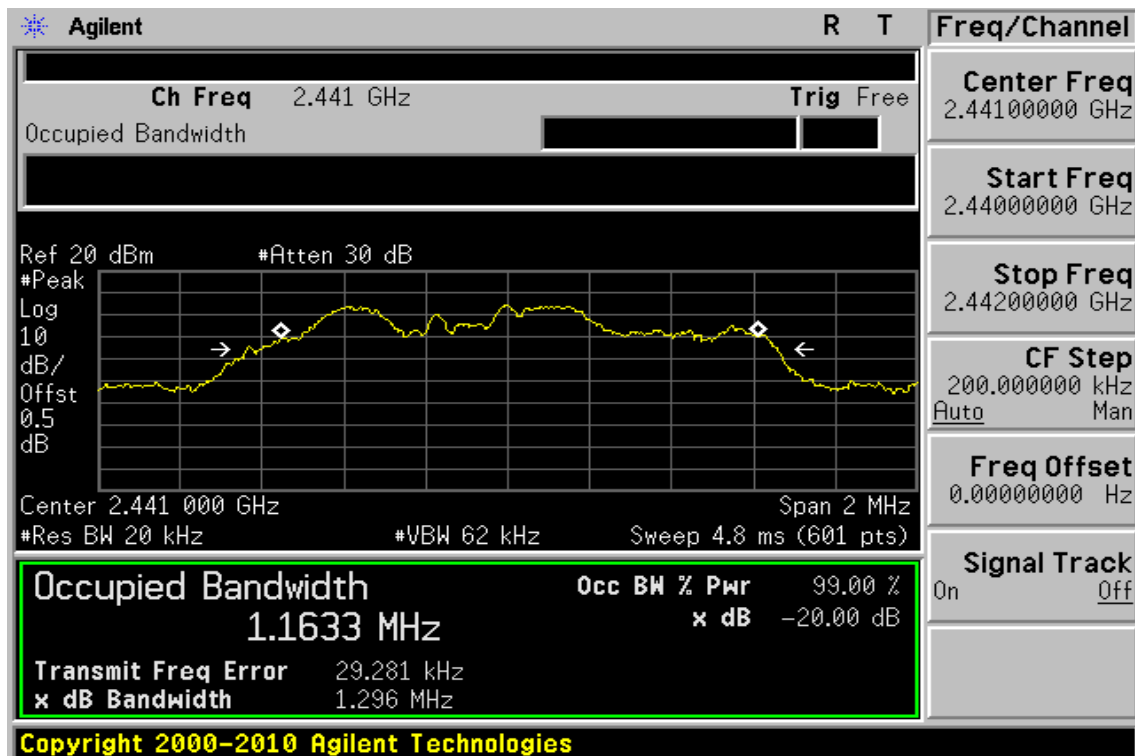 Agilent R T
Ch Freq 2.441 GHz Trig Free
Occupied Bandwidth
Ref 20 dBm #Atten 30 dB
#Peak
Log
10
dB/
Offst
0.5
dB
Center 2.441 000 GHz Span 2 MHz
#Res BW 20 kHz #VBW 62 kHz Sweep 4.8 ms (601 pts)
Occupied Bandwidth Occ BW % Pwr 99.00 %
1.1633 MHz x dB -20.00 dB
Transmit Freq Error 29.281 kHz
x dB Bandwidth 1.296 MHz
Copyright 2000-2010 Agilent Technologies
Freq/Channel
Center Freq
2.44100000 GHz
Start Freq
2.44000000 GHz
Stop Freq
2.44200000 GHz
CF Step
200.000000 kHz
Auto Man
Freq Offset
0.00000000 Hz
Signal Track
On Off